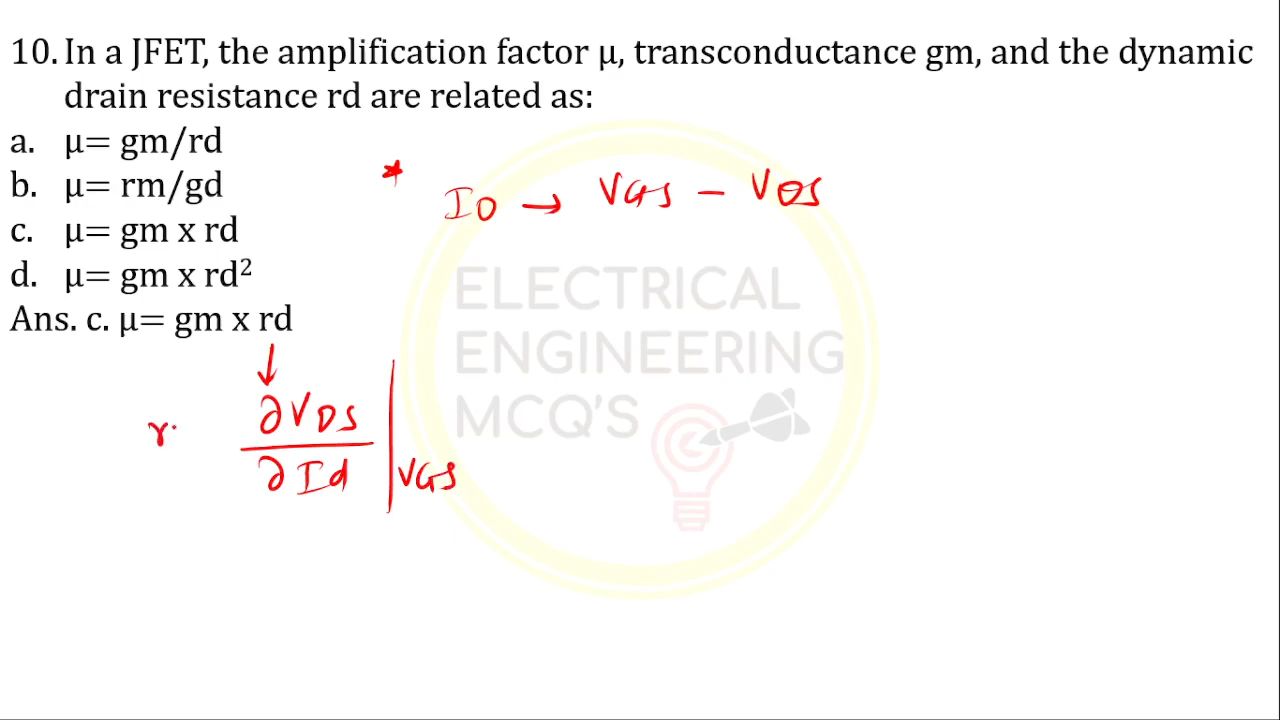 10. In a JFET, the amplification factor μ, transconductance gm, and the dynamic
drain resistance rd are related as:
a. μ= gm/rd
b. μ= rm/gd
c. μ= gm x rd
d. μ= gm x rd²
Ans. c. μ= gm x rd
* ID → VGS – VDS
r
∂VDS
∂Id | VGS
ELECTRICAL
ENGINEERING
MCQ'S